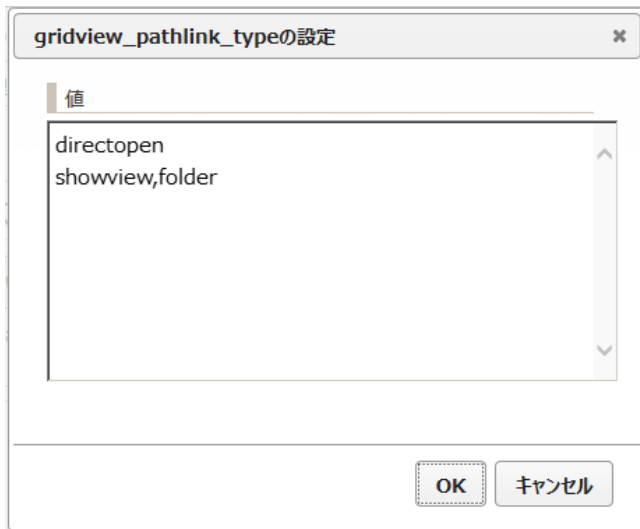 gridview_pathlink_typeの設定
値
directopen
showview,folder
OK キャンセル